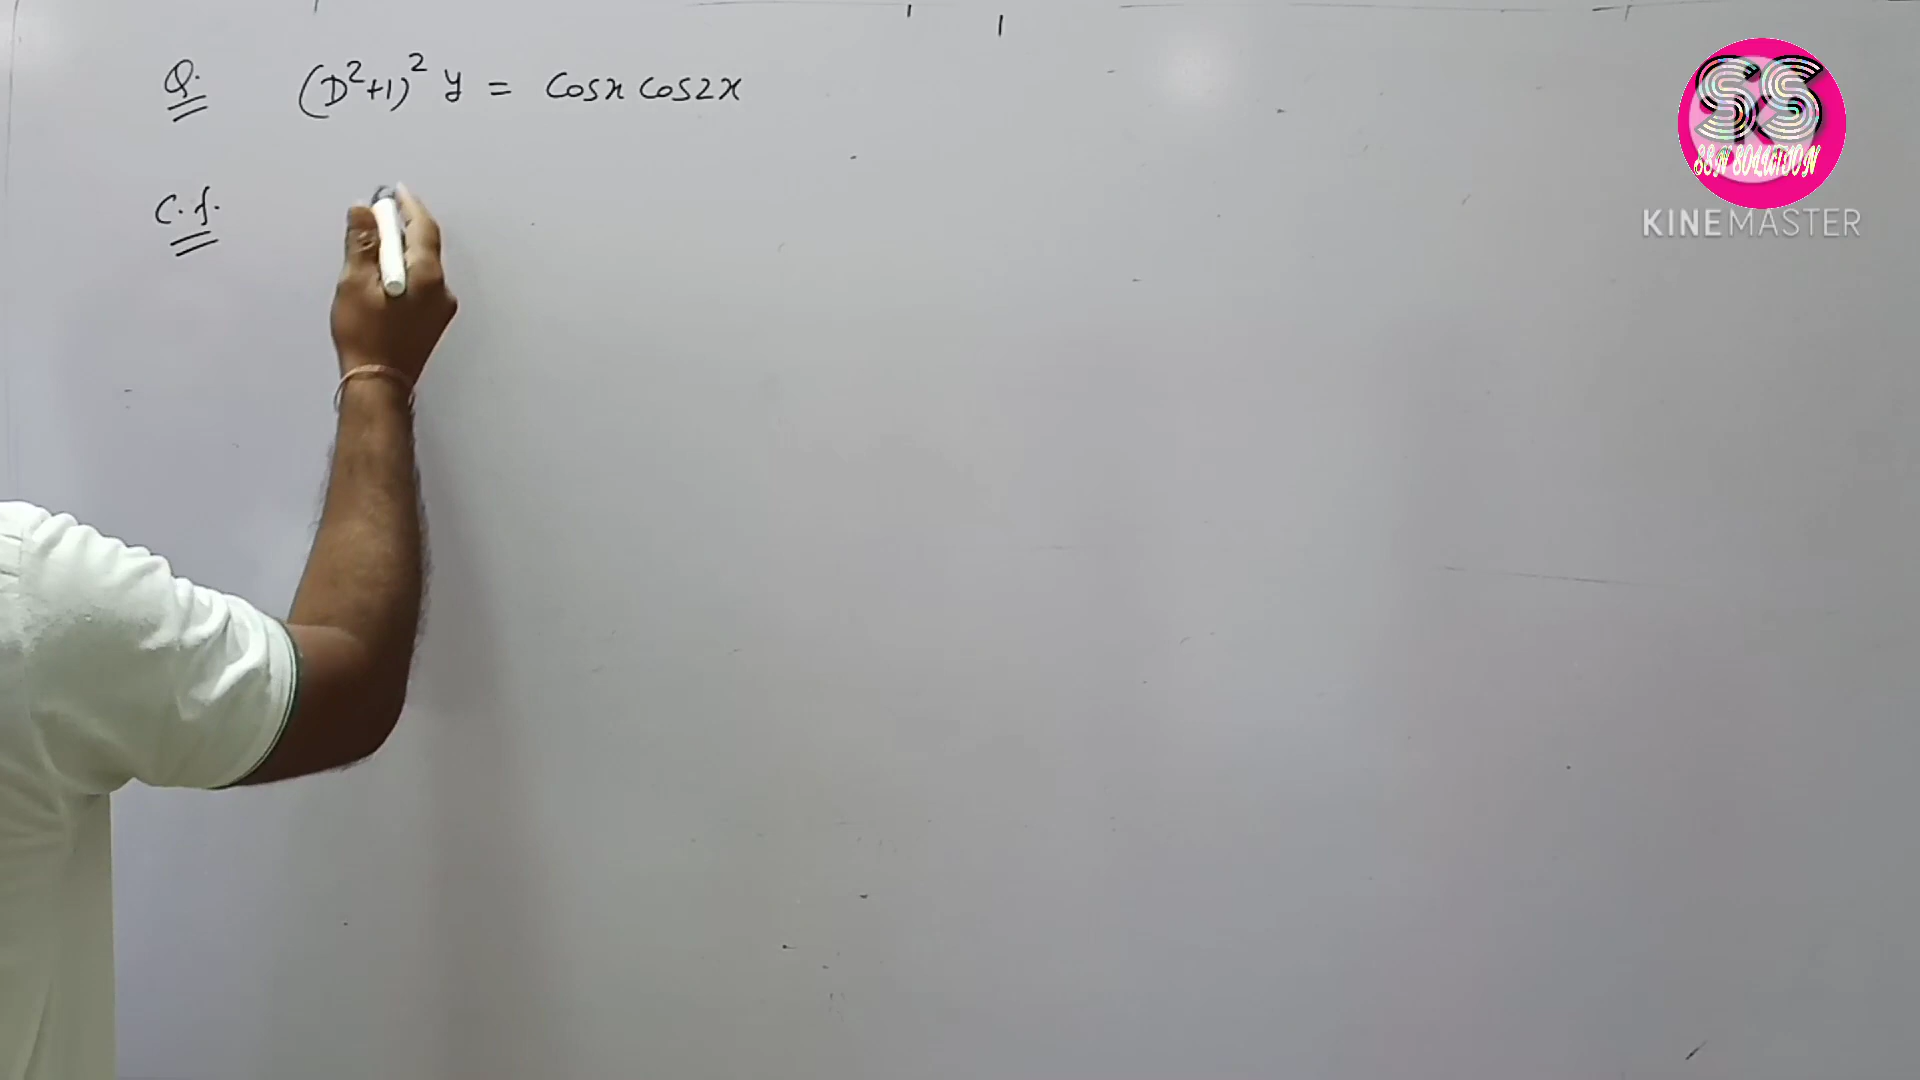 Q. (D²+1)² y = Cosx Cos2x
C.f.
SS
SSN SOLUTION
KINEMASTER